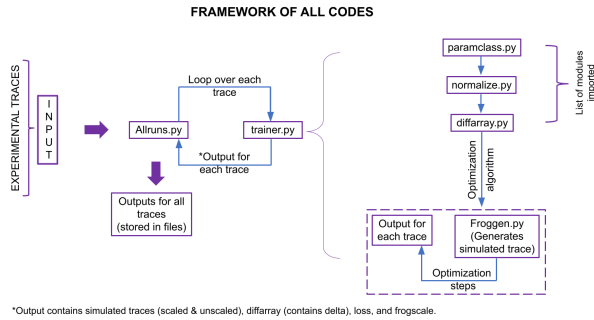 FRAMEWORK OF ALL CODES
EXPERIMENTAL TRACES
INPUT
Loop over each
trace
Allruns.py
trainer.py
*Output for
each trace
Outputs for all
traces
(stored in files)
paramclass.py
normalize.py
diffarray.py
List of modules
imported
Optimization
algorithm
Output for
each trace
Froggen.py
(Generates
simulated trace)
Optimization
steps
*Output contains simulated traces (scaled & unscaled), diffarray (contains delta), loss, and frogscale.